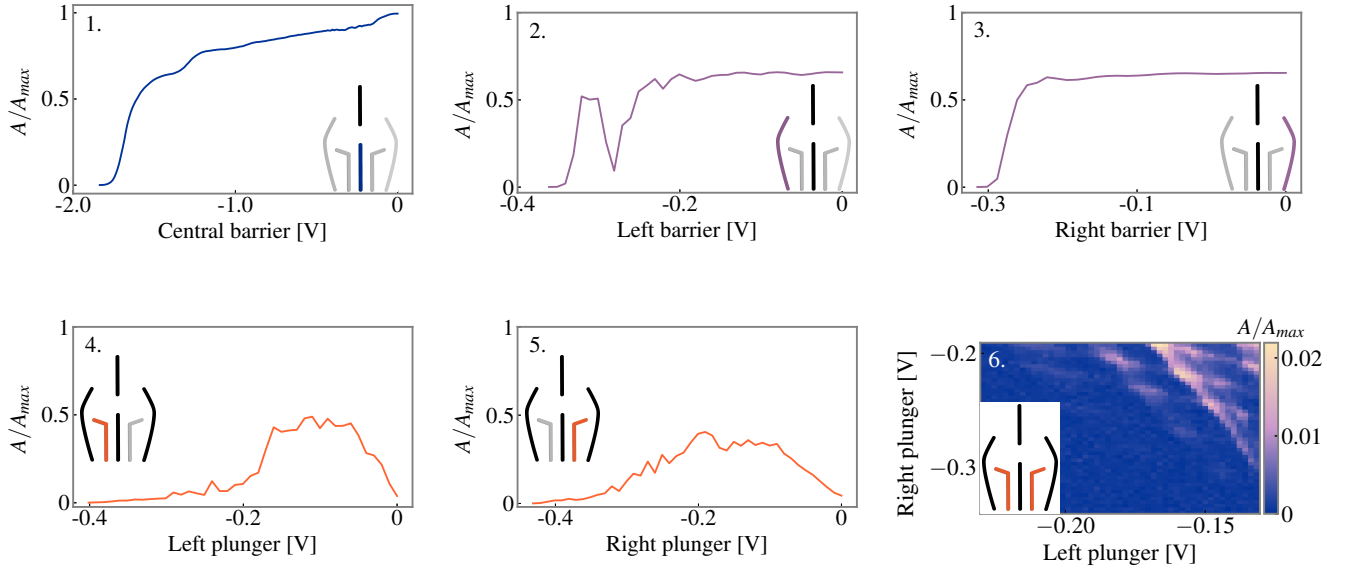 1.
A/A_max
1
0.5
0
-2.0 -1.0 0
Central barrier [V]
2.
A/A_max
1
0.5
0
-0.4 -0.2 0
Left barrier [V]
3.
A/A_max
1
0.5
0
-0.3 -0.1 0
Right barrier [V]
4.
A/A_max
1
0.5
0
-0.4 -0.2 0
Left plunger [V]
5.
A/A_max
1
0.5
0
-0.4 -0.2 0
Right plunger [V]
A/A_max
6.
Right plunger [V]
−0.2
−0.3
−0.20 −0.15
Left plunger [V]
0.02
0.01
0